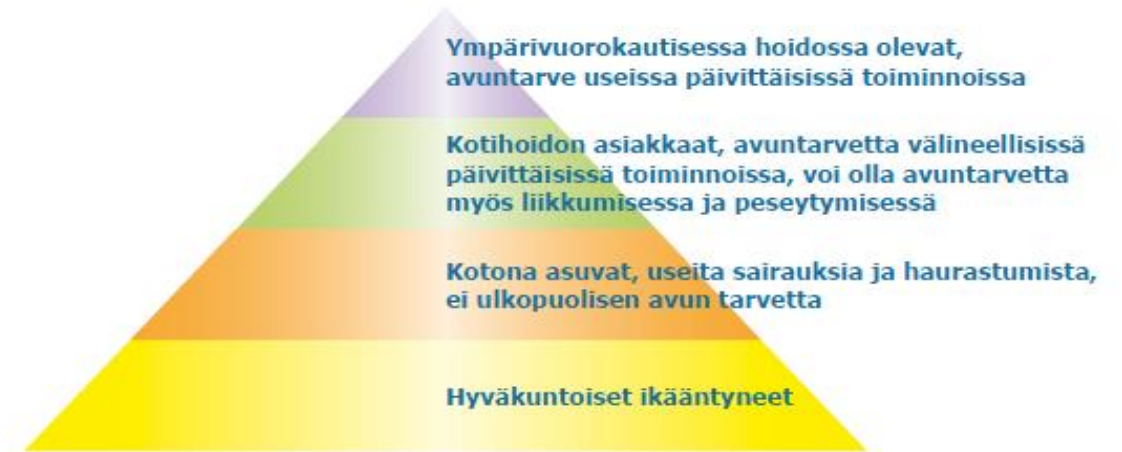 Ympärivuorokautisessa hoidossa olevat,
avuntarve useissa päivittäisissä toiminnoissa
Kotihoidon asiakkaat, avuntarvetta välineellisissä
päivittäisissä toiminnoissa, voi olla avuntarvetta
myös liikkumisessa ja peseytymisessä
Kotona asuvat, useita sairauksia ja haurastumista,
ei ulkopuolisen avun tarvetta
Hyväkuntoiset ikääntyneet